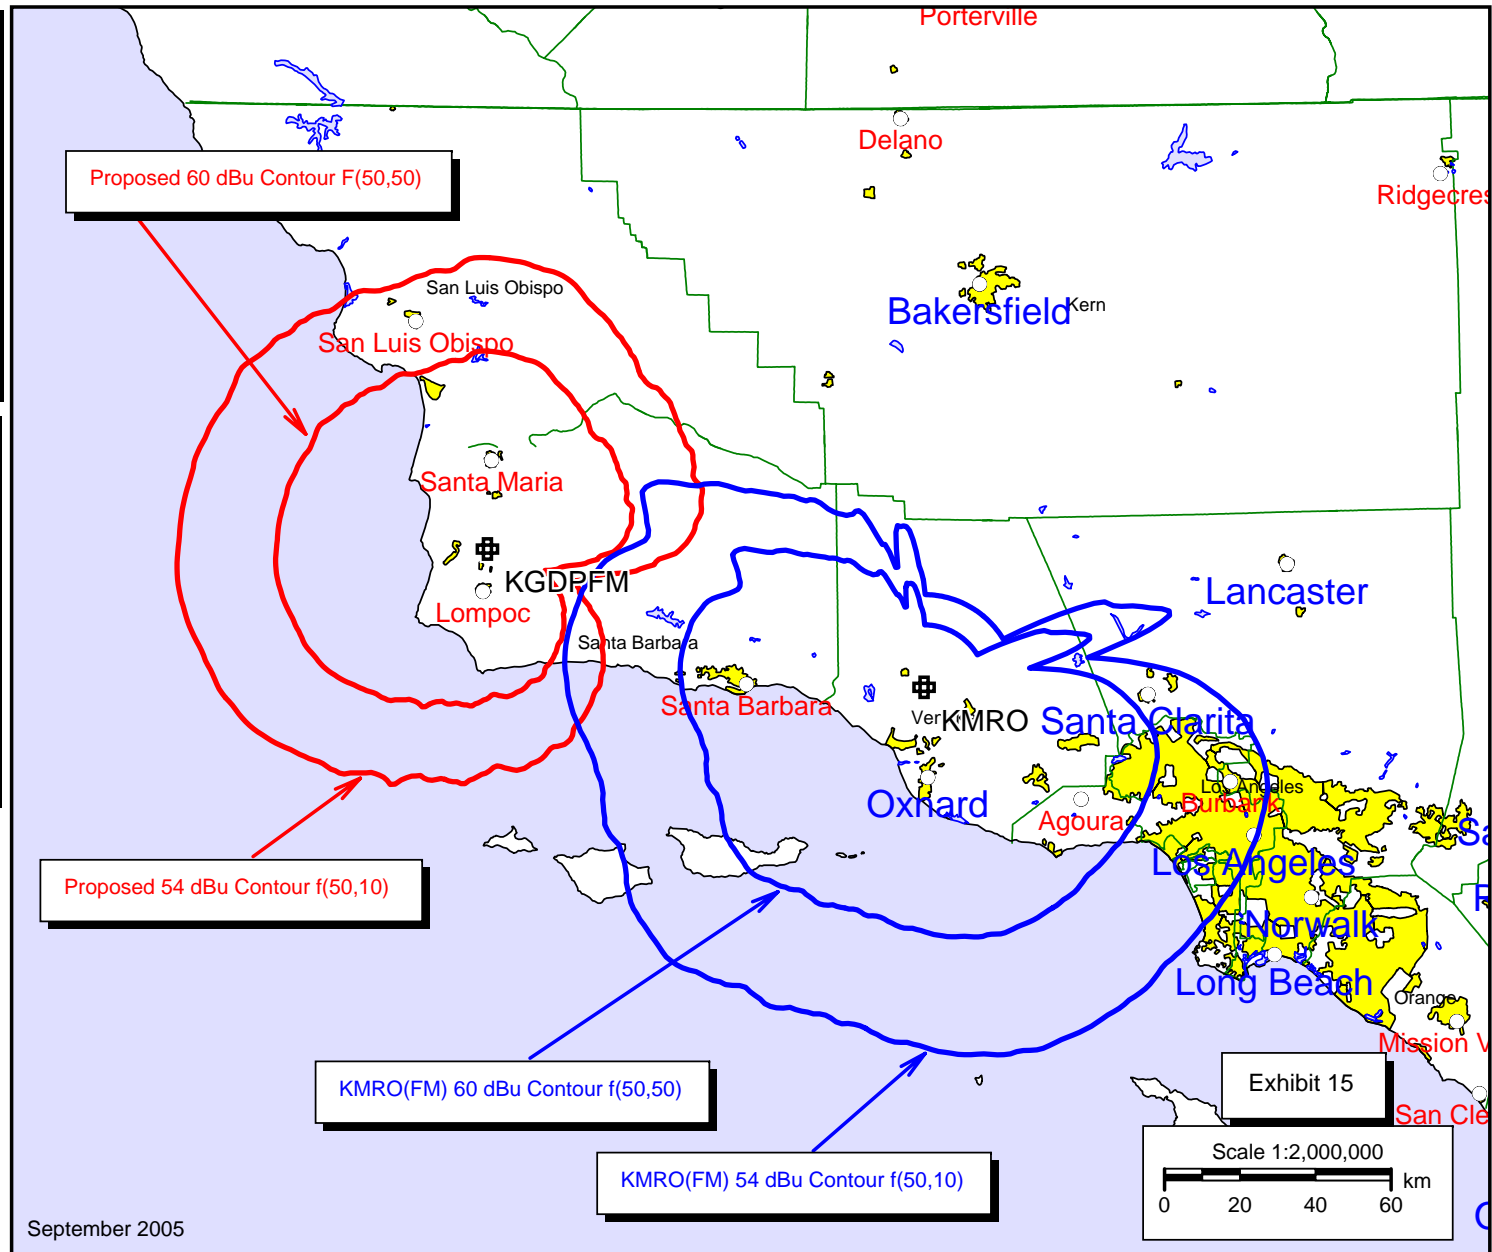 Porterville
Delano
Proposed 60 dBu Contour F(50,50)
Ridgecres
San Luis Obispo
Bakersfield
Kern
San Luis Obispo
Santa Maria
KGDPFM
Lancaster
Lompoc
Santa Barbara
Santa Barbara
Ver
KMRO
Santa Clarita
Los Angeles
Burbank
Oxnard
Agoura
Sa
Los Angeles
Proposed 54 dBu Contour f(50,10)
R
Norwalk
Long Beach
Orange
Mission V
KMRO(FM) 60 dBu Contour f(50,50)
Exhibit 15
San Cle
Scale 1:2,000,000
KMRO(FM) 54 dBu Contour f(50,10)
km
0 20 40 60
September 2005